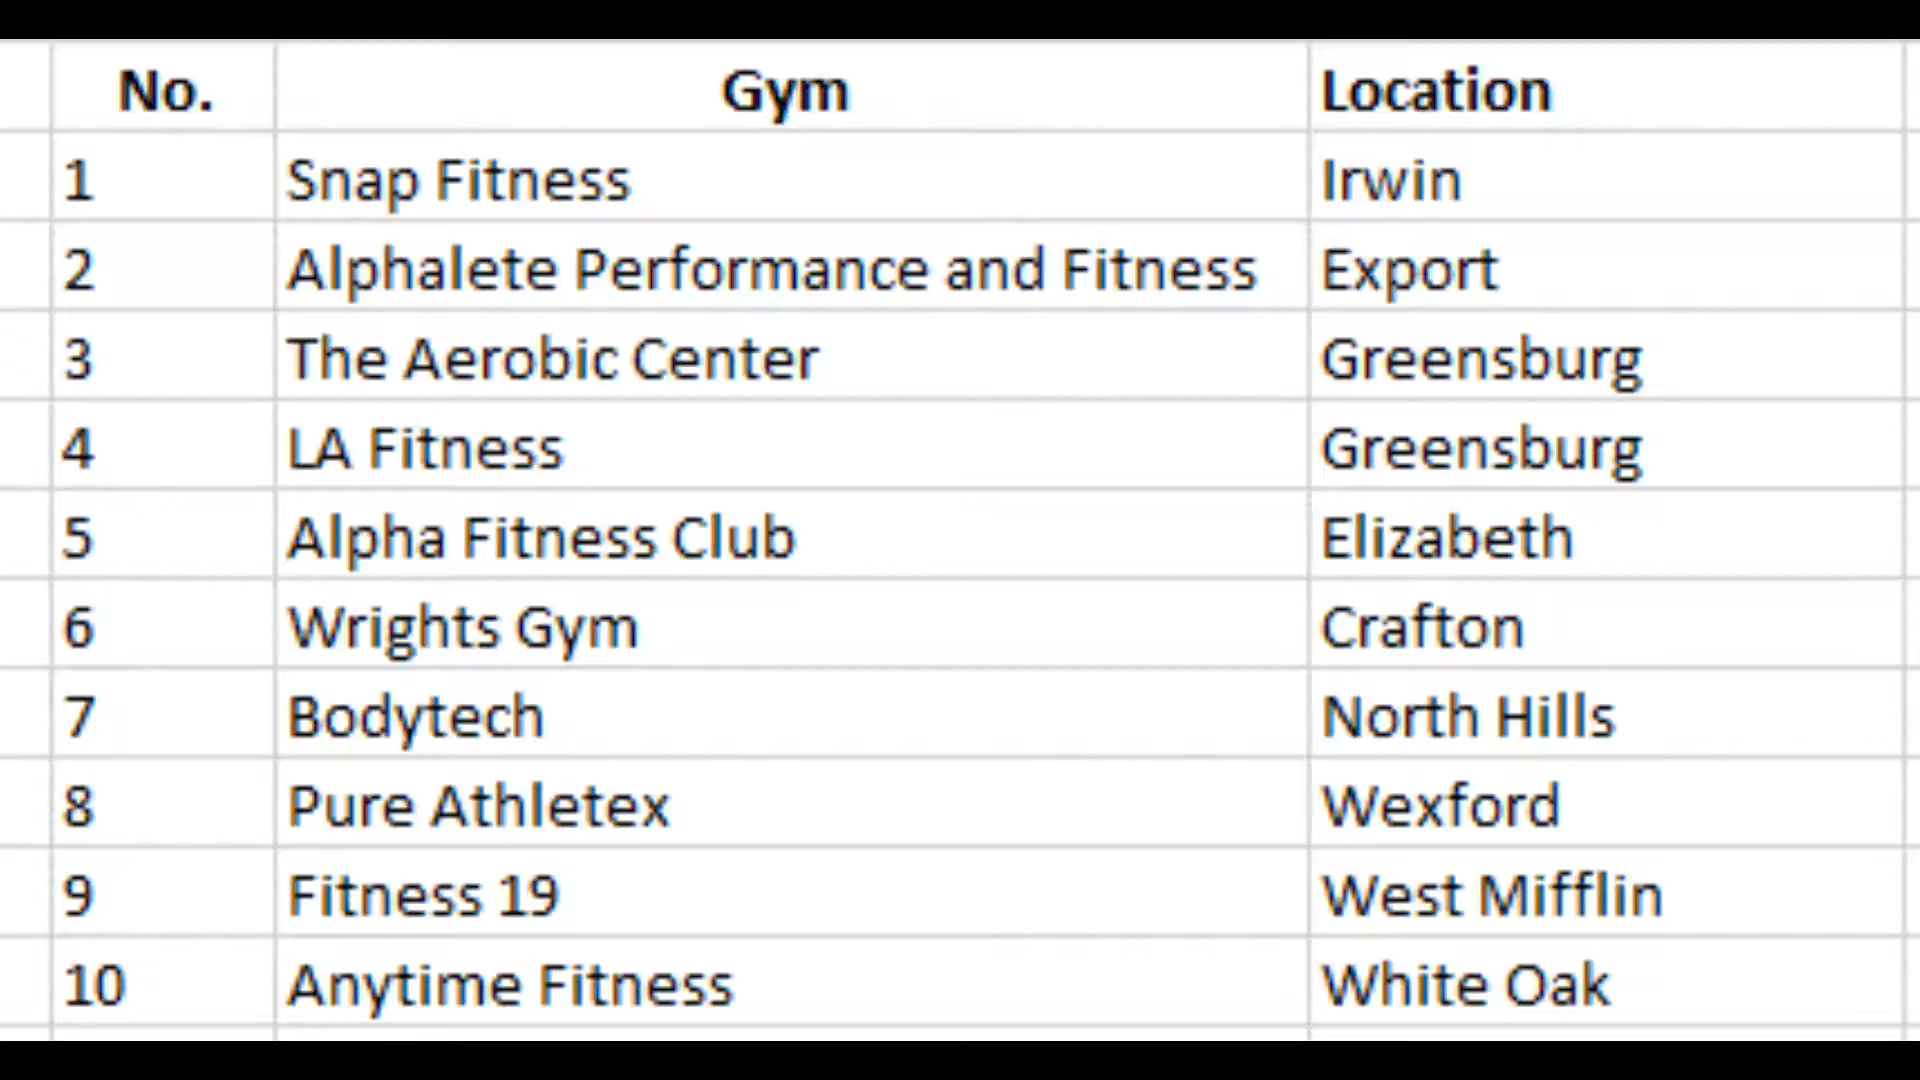 No. Gym Location
1 Snap Fitness Irwin
2 Alphalete Performance and Fitness Export
3 The Aerobic Center Greensburg
4 LA Fitness Greensburg
5 Alpha Fitness Club Elizabeth
6 Wrights Gym Crafton
7 Bodytech North Hills
8 Pure Athletex Wexford
9 Fitness 19 West Mifflin
10 Anytime Fitness White Oak